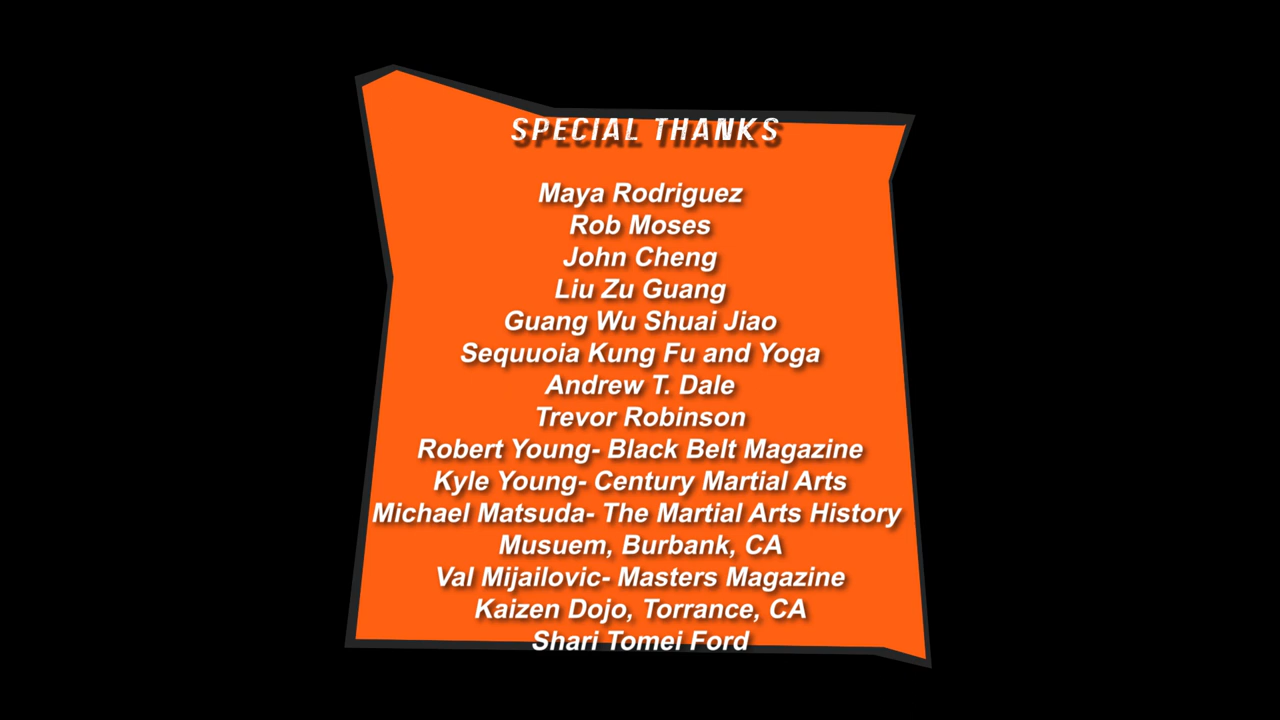 SPECIAL THANKS
Maya Rodriguez
Rob Moses
John Cheng
Liu Zu Guang
Guang Wu Shuai Jiao
Sequuoia Kung Fu and Yoga
Andrew T. Dale
Trevor Robinson
Robert Young- Black Belt Magazine
Kyle Young- Century Martial Arts
Michael Matsuda- The Martial Arts History
Musuem, Burbank, CA
Val Mijailovic- Masters Magazine
Kaizen Dojo, Torrance, CA
Shari Tomei Ford